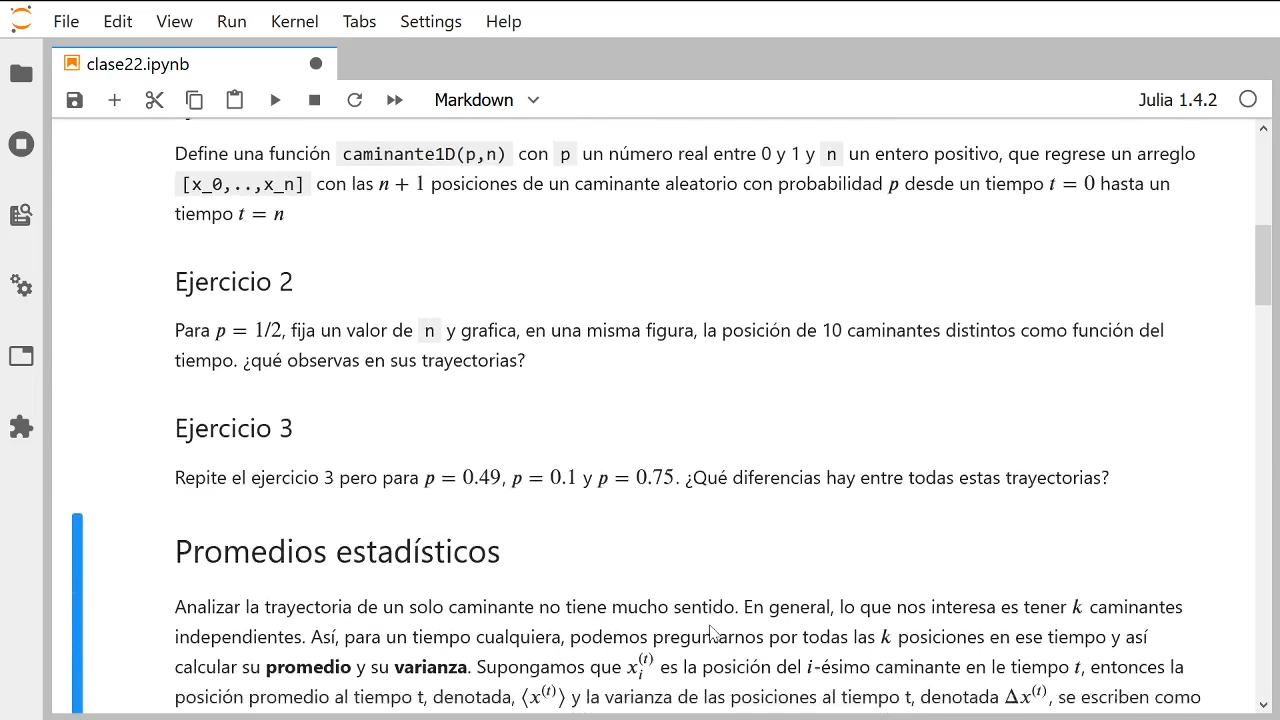 File Edit View Run Kernel Tabs Settings Help
clase22.ipynb
Markdown
Julia 1.4.2
Define una función caminante1D(p,n) con p un número real entre 0 y 1 y n un entero positivo, que regrese un arreglo
[x_0,..,x_n] con las n + 1 posiciones de un caminante aleatorio con probabilidad p desde un tiempo t = 0 hasta un
tiempo t = n
Ejercicio 2
Para p = 1/2, fija un valor de n y grafica, en una misma figura, la posición de 10 caminantes distintos como función del
tiempo. ¿qué observas en sus trayectorias?
Ejercicio 3
Repite el ejercicio 3 pero para p = 0.49, p = 0.1 y p = 0.75. ¿Qué diferencias hay entre todas estas trayectorias?
Promedios estadísticos
Analizar la trayectoria de un solo caminante no tiene mucho sentido. En general, lo que nos interesa es tener k caminantes
independientes. Así, para un tiempo cualquiera, podemos preguntarnos por todas las k posiciones en ese tiempo y así
calcular su promedio y su varianza. Supongamos que x_i^(t) es la posición del i-ésimo caminante en le tiempo t, entonces la
posición promedio al tiempo t, denotada, ⟨x^(t)⟩ y la varianza de las posiciones al tiempo t, denotada Δx^(t), se escriben como